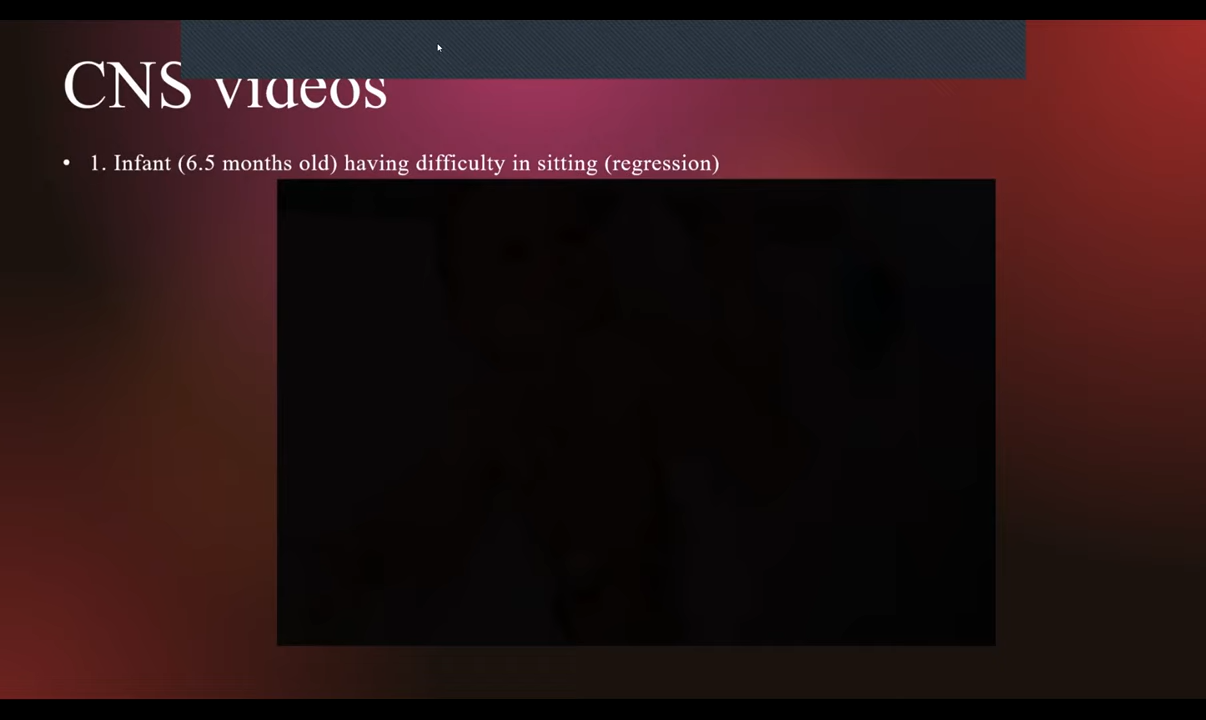 CNS videos
• 1. Infant (6.5 months old) having difficulty in sitting (regression)